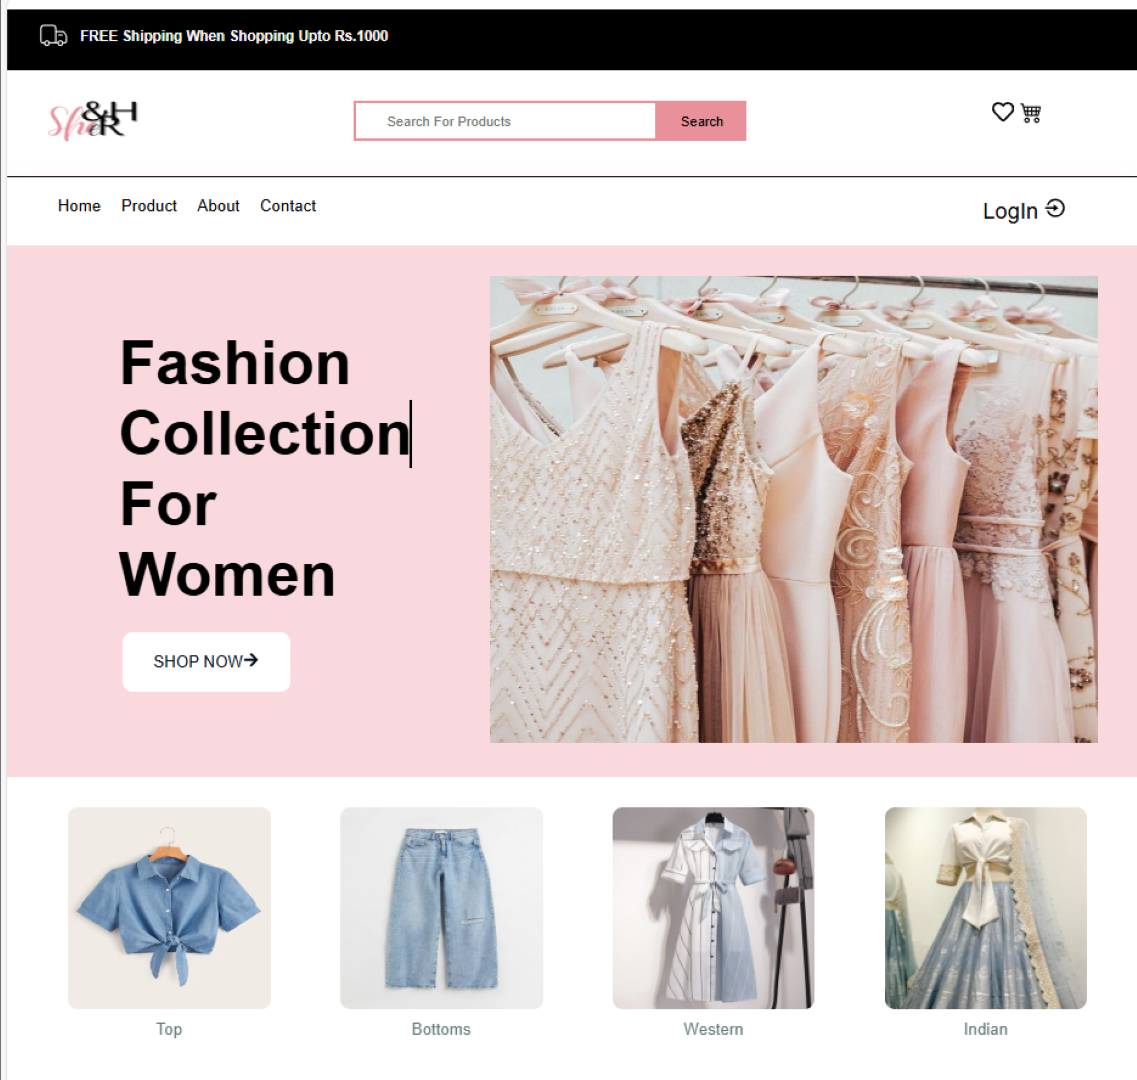 FREE Shipping When Shopping Upto Rs.1000
She
&H
R
Search For Products
Search
Home Product About Contact
LogIn
Fashion
Collection
For
Women
SHOP NOW
Top
Bottoms
Western
Indian